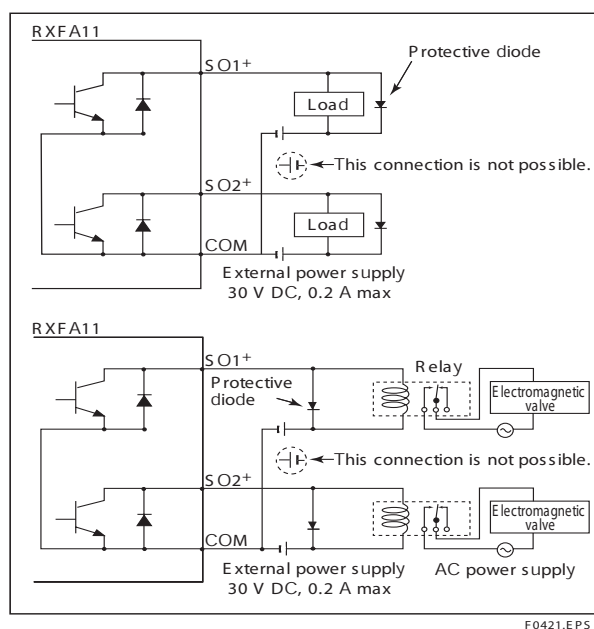 RXFA11
SO1+
Protective diode
Load
This connection is not possible.
SO2+
Load
COM
External power supply
30 V DC, 0.2 A max
RXFA11
SO1+
Protective
diode
Relay
Electromagnetic
valve
This connection is not possible.
SO2+
Electromagnetic
valve
COM
External power supply
30 V DC, 0.2 A max
AC power supply
F0421.EPS